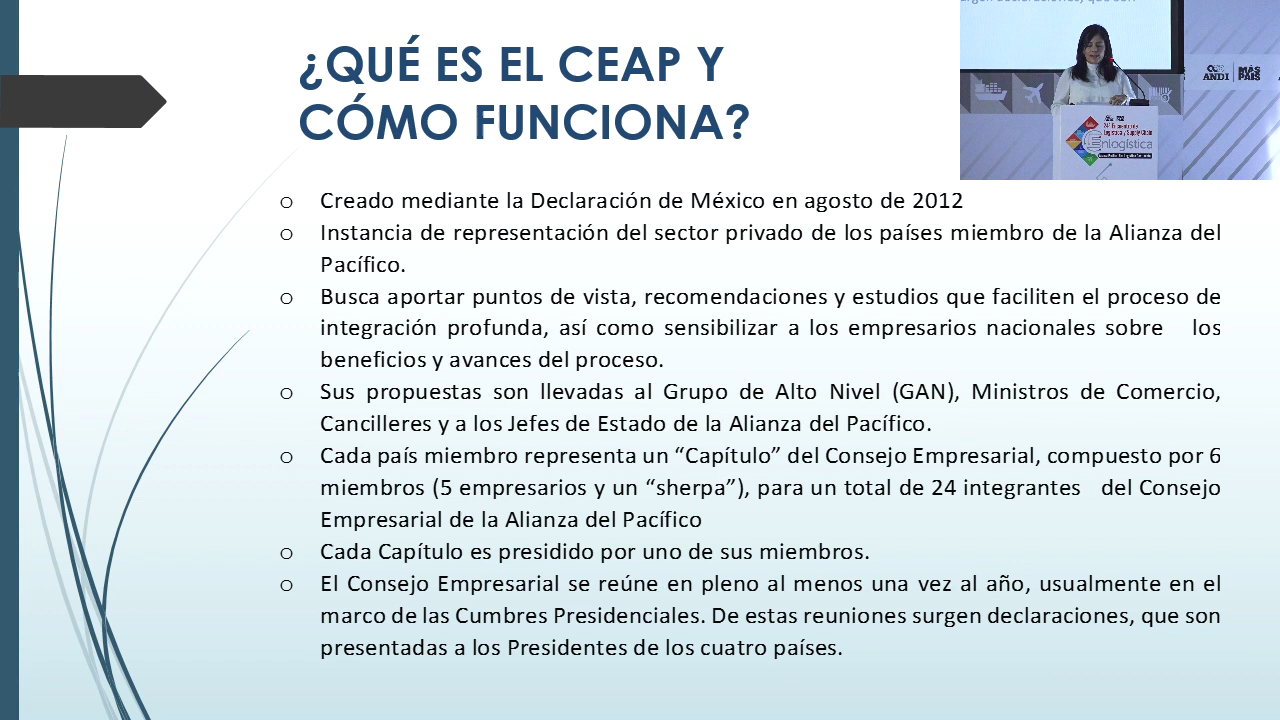 ¿QUÉ ES EL CEAP Y
CÓMO FUNCIONA?
ANDI
MÁS
PAÍS
Logística y Supply Chain
Enlogística
o Creado mediante la Declaración de México en agosto de 2012
o Instancia de representación del sector privado de los países miembro de la Alianza del
Pacífico.
o Busca aportar puntos de vista, recomendaciones y estudios que faciliten el proceso de
integración profunda, así como sensibilizar a los empresarios nacionales sobre los
beneficios y avances del proceso.
o Sus propuestas son llevadas al Grupo de Alto Nivel (GAN), Ministros de Comercio,
Cancilleres y a los Jefes de Estado de la Alianza del Pacífico.
o Cada país miembro representa un “Capítulo” del Consejo Empresarial, compuesto por 6
miembros (5 empresarios y un “sherpa”), para un total de 24 integrantes del Consejo
Empresarial de la Alianza del Pacífico
o Cada Capítulo es presidido por uno de sus miembros.
o El Consejo Empresarial se reúne en pleno al menos una vez al año, usualmente en el
marco de las Cumbres Presidenciales. De estas reuniones surgen declaraciones, que son
presentadas a los Presidentes de los cuatro países.